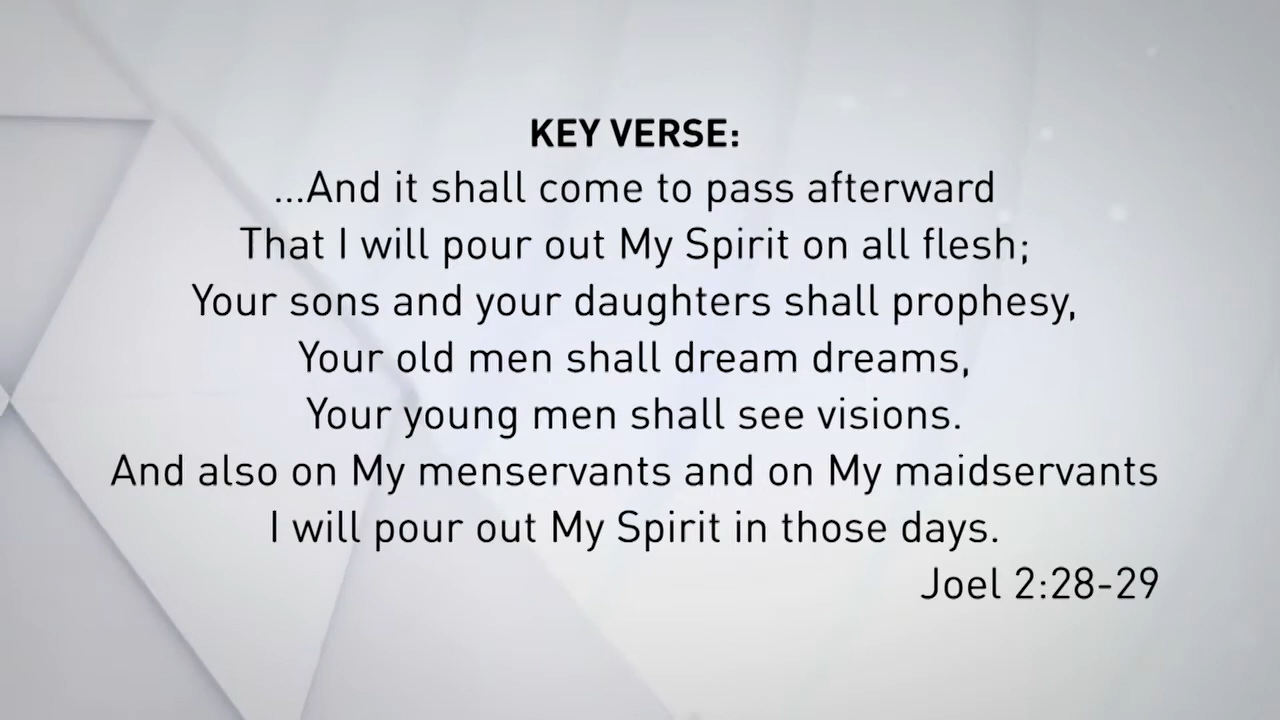 KEY VERSE:
...And it shall come to pass afterward
That I will pour out My Spirit on all flesh;
Your sons and your daughters shall prophesy,
Your old men shall dream dreams,
Your young men shall see visions.
And also on My menservants and on My maidservants
I will pour out My Spirit in those days.
Joel 2:28-29